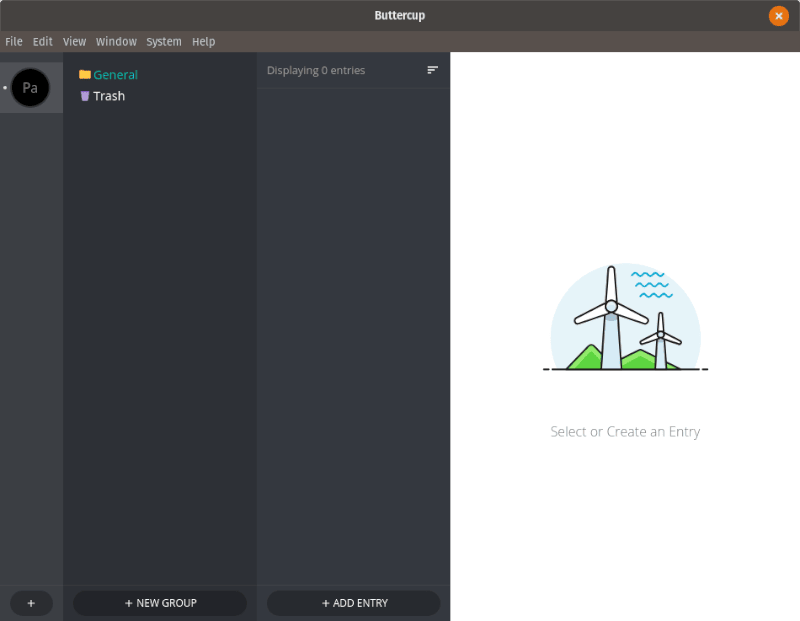 Buttercup
File Edit View Window System Help
Pa
General
Trash
Displaying 0 entries
Select or Create an Entry
+
+ NEW GROUP
+ ADD ENTRY